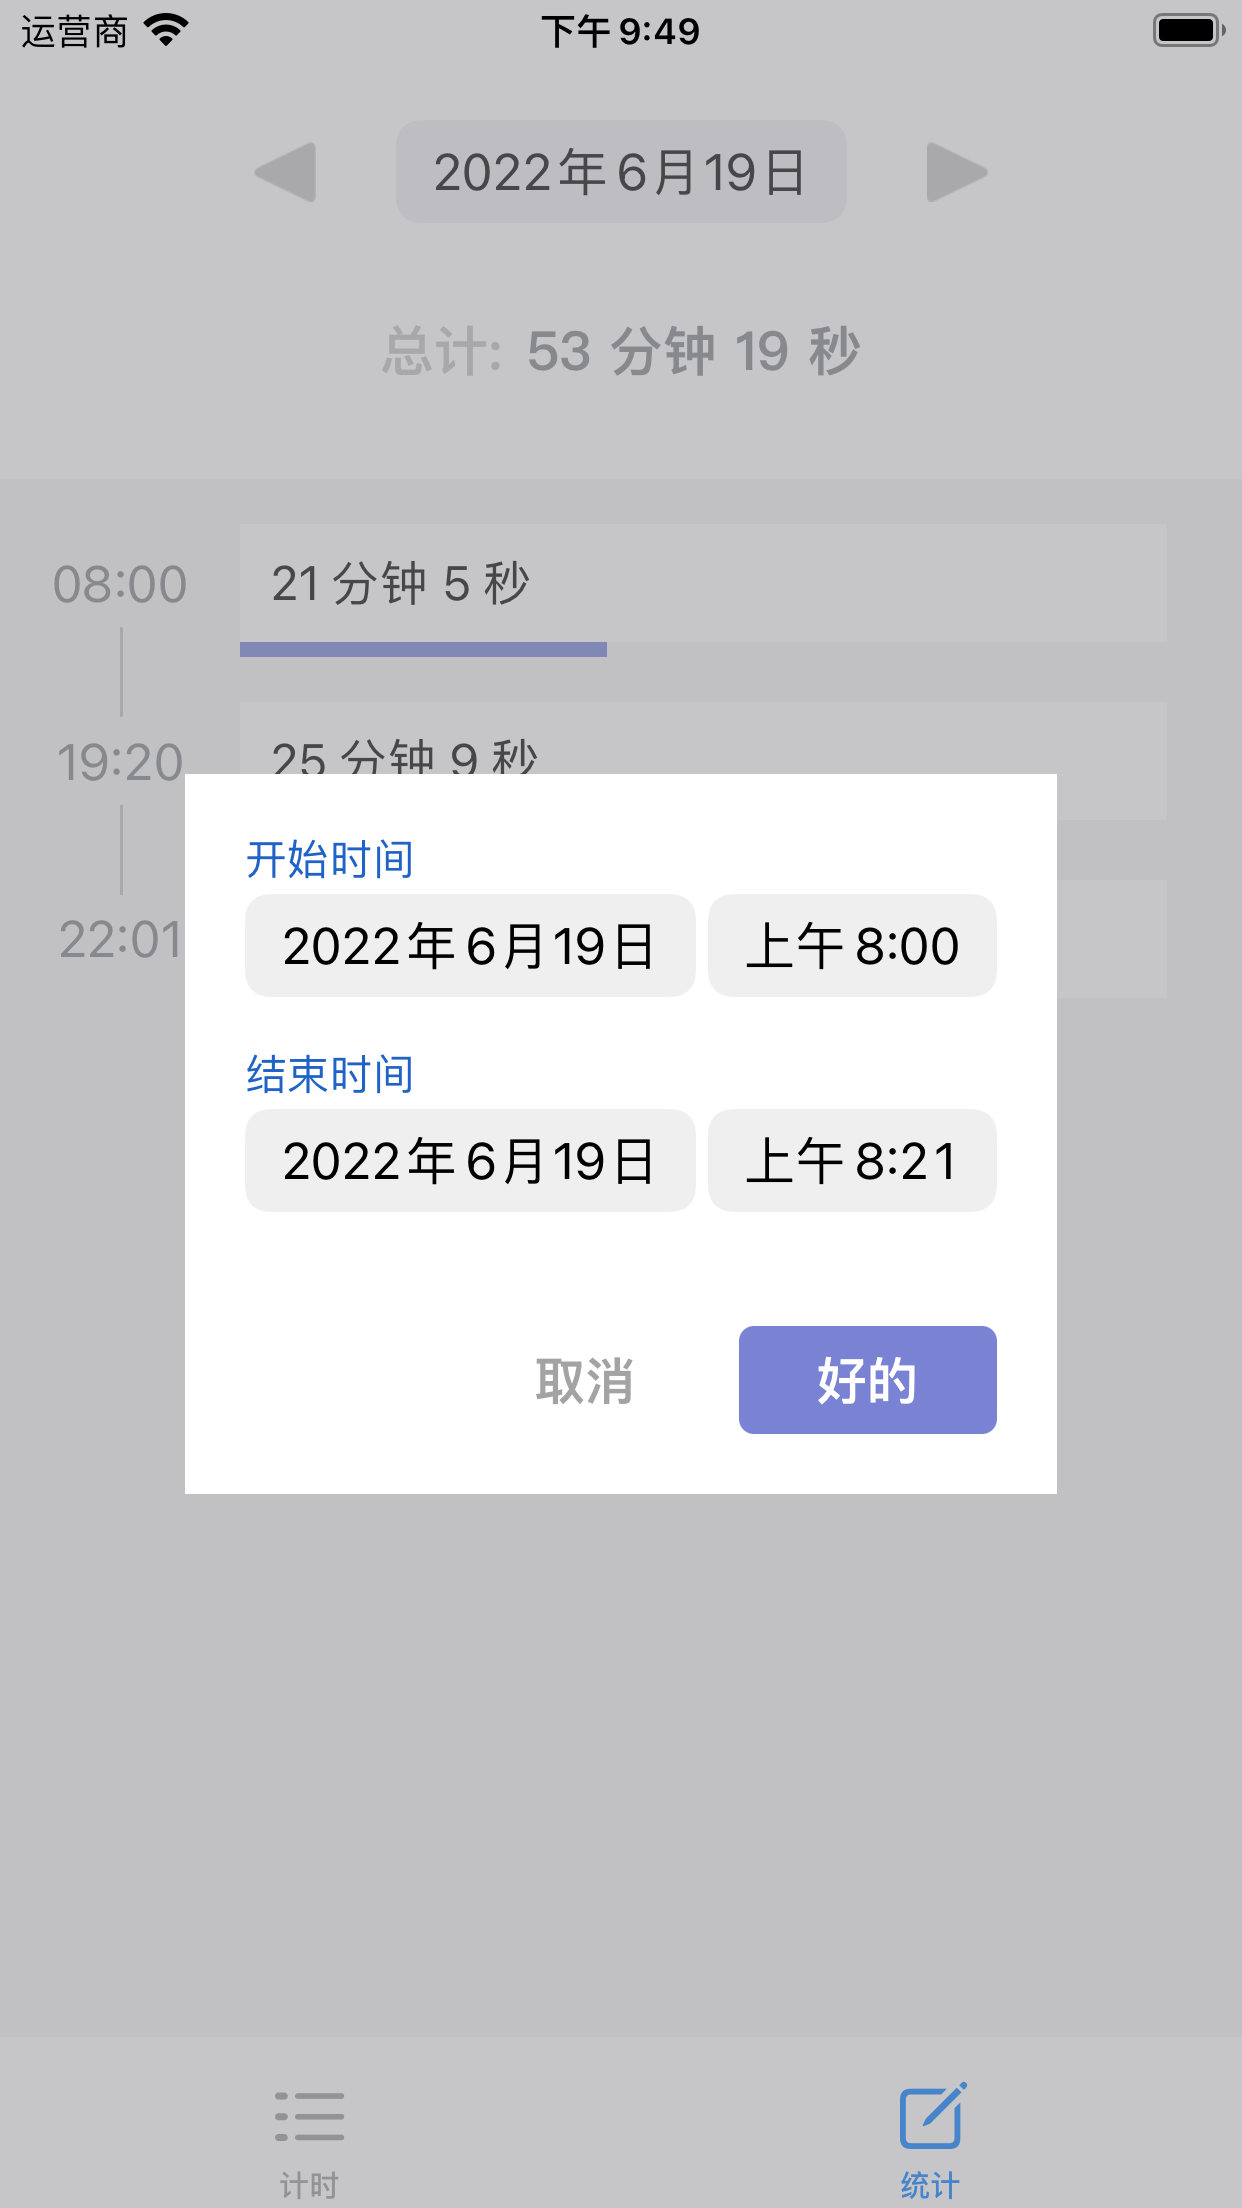 运营商 下午 9:49
2022年 6月19日
总计: 53 分钟 19 秒
08:00 21 分钟 5 秒
19:20 25 分钟 9 秒
22:01
开始时间
2022年 6月19日 上午 8:00
结束时间
2022年 6月19日 上午 8:21
取消 好的
计时 统计